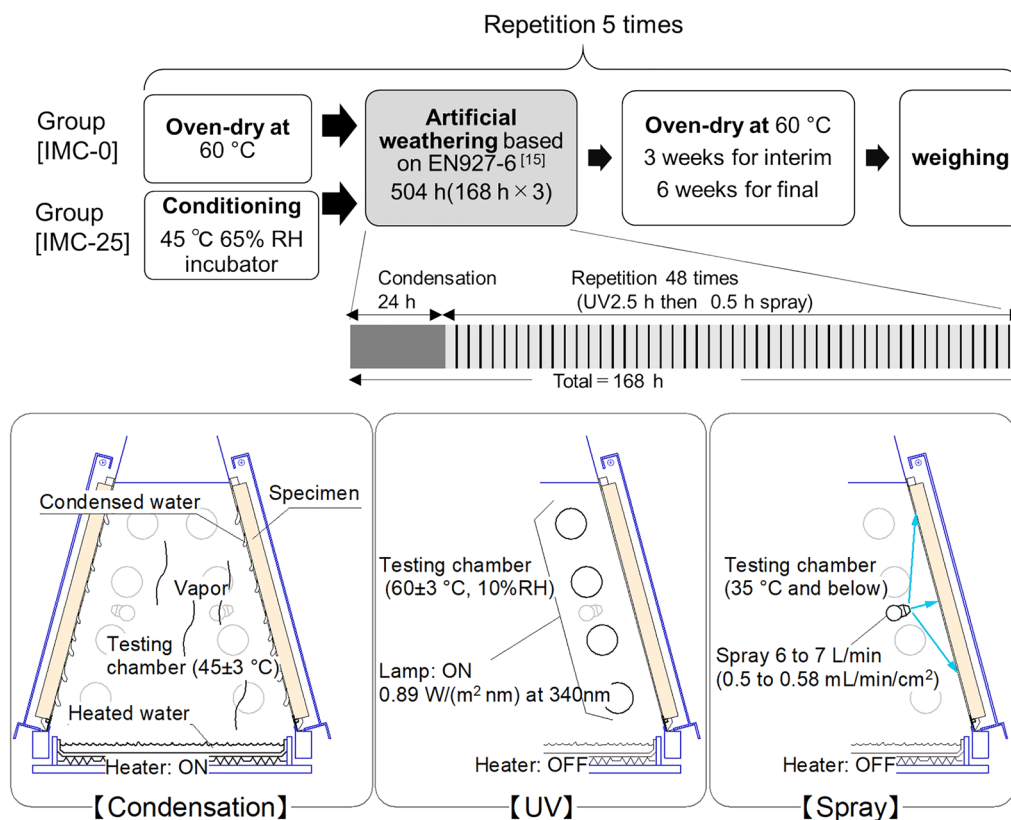 Repetition 5 times
Group
[IMC-0]
Oven-dry at
60 °C
Group
[IMC-25]
Conditioning
45 ℃ 65% RH
incubator
Artificial
weathering based
on EN927-6 [15]
504 h(168 h × 3)
Oven-dry at 60 °C
3 weeks for interim
6 weeks for final
weighing
Condensation
24 h
Repetition 48 times
(UV2.5 h then 0.5 h spray)
Total = 168 h
Condensed water
Specimen
Vapor
Testing
chamber (45±3 °C)
Heated water
Heater: ON
【Condensation】
Testing chamber
(60±3 °C, 10%RH)
Lamp: ON
0.89 W/(m² nm) at 340nm
Heater: OFF
【UV】
Testing chamber
(35 °C and below)
Spray 6 to 7 L/min
(0.5 to 0.58 mL/min/cm²)
Heater: OFF
【Spray】